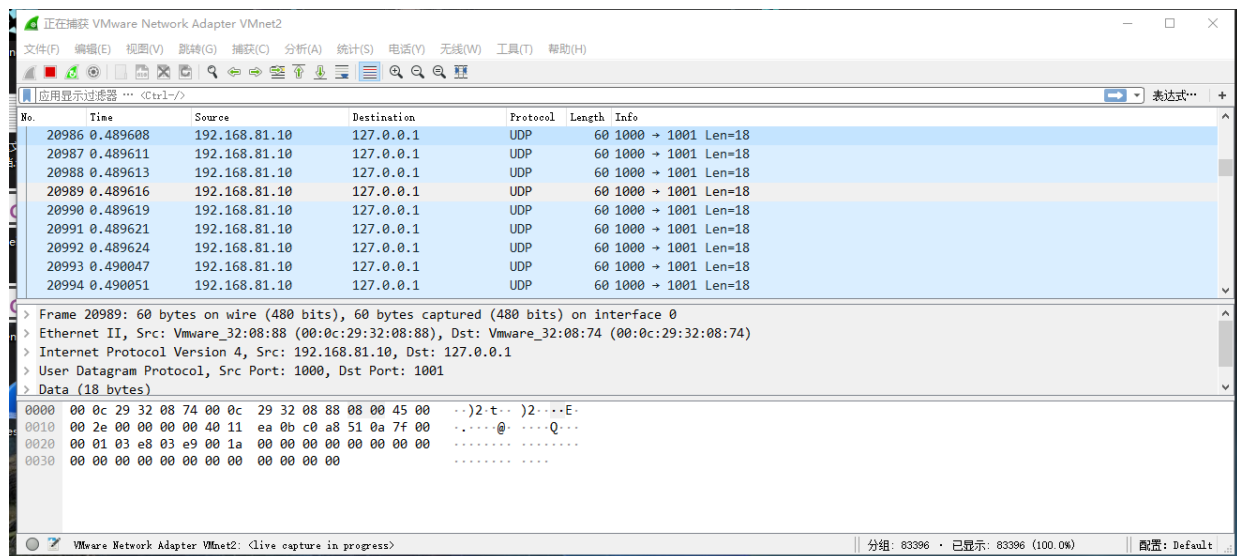 正在捕获 VMware Network Adapter VMnet2
文件(F) 编辑(E) 视图(V) 跳转(G) 捕获(C) 分析(A) 统计(S) 电话(Y) 无线(W) 工具(T) 帮助(H)
应用显示过滤器 … <Ctrl-/> 表达式… +
No. Time Source Destination Protocol Length Info
20986 0.489608 192.168.81.10 127.0.0.1 UDP 60 1000 → 1001 Len=18
20987 0.489611 192.168.81.10 127.0.0.1 UDP 60 1000 → 1001 Len=18
20988 0.489613 192.168.81.10 127.0.0.1 UDP 60 1000 → 1001 Len=18
20989 0.489616 192.168.81.10 127.0.0.1 UDP 60 1000 → 1001 Len=18
20990 0.489619 192.168.81.10 127.0.0.1 UDP 60 1000 → 1001 Len=18
20991 0.489621 192.168.81.10 127.0.0.1 UDP 60 1000 → 1001 Len=18
20992 0.489624 192.168.81.10 127.0.0.1 UDP 60 1000 → 1001 Len=18
20993 0.490047 192.168.81.10 127.0.0.1 UDP 60 1000 → 1001 Len=18
20994 0.490051 192.168.81.10 127.0.0.1 UDP 60 1000 → 1001 Len=18
> Frame 20989: 60 bytes on wire (480 bits), 60 bytes captured (480 bits) on interface 0
> Ethernet II, Src: Vmware_32:08:88 (00:0c:29:32:08:88), Dst: Vmware_32:08:74 (00:0c:29:32:08:74)
> Internet Protocol Version 4, Src: 192.168.81.10, Dst: 127.0.0.1
> User Datagram Protocol, Src Port: 1000, Dst Port: 1001
> Data (18 bytes)
0000 00 0c 29 32 08 74 00 0c 29 32 08 88 08 00 45 00 ··)2·t·· )2····E·
0010 00 2e 00 00 00 00 40 11 ea 0b c0 a8 51 0a 7f 00 ·.····@· ····Q···
0020 00 01 03 e8 03 e9 00 1a 00 00 00 00 00 00 00 00 ········ ········
0030 00 00 00 00 00 00 00 00 00 00 00 00 ········ ····
VMware Network Adapter VMnet2: <live capture in progress> 分组: 83396 · 已显示: 83396 (100.0%) 配置: Default